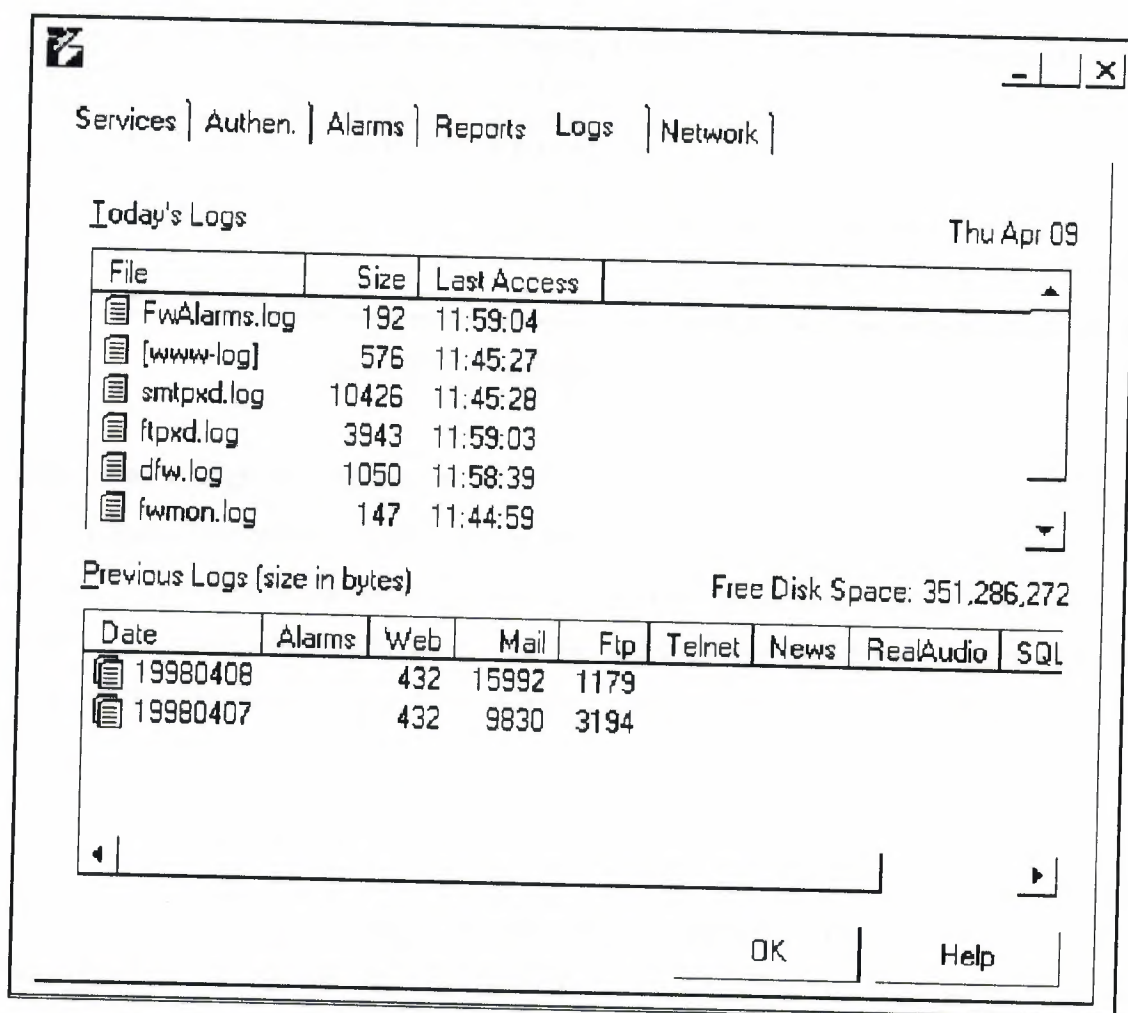 Services Authen. Alarms Reports Logs Network
Today's Logs Thu Apr 09
File Size Last Access
FwAlarms.log 192 11:59:04
[www-log] 576 11:45:27
smtpxd.log 10426 11:45:28
ftpxd.log 3943 11:59:03
dfw.log 1050 11:58:39
fwmon.log 147 11:44:59
Previous Logs (size in bytes) Free Disk Space: 351,286,272
Date Alarms Web Mail Ftp Telnet News RealAudio SQL
19980408 432 15992 1179
19980407 432 9830 3194
OK Help